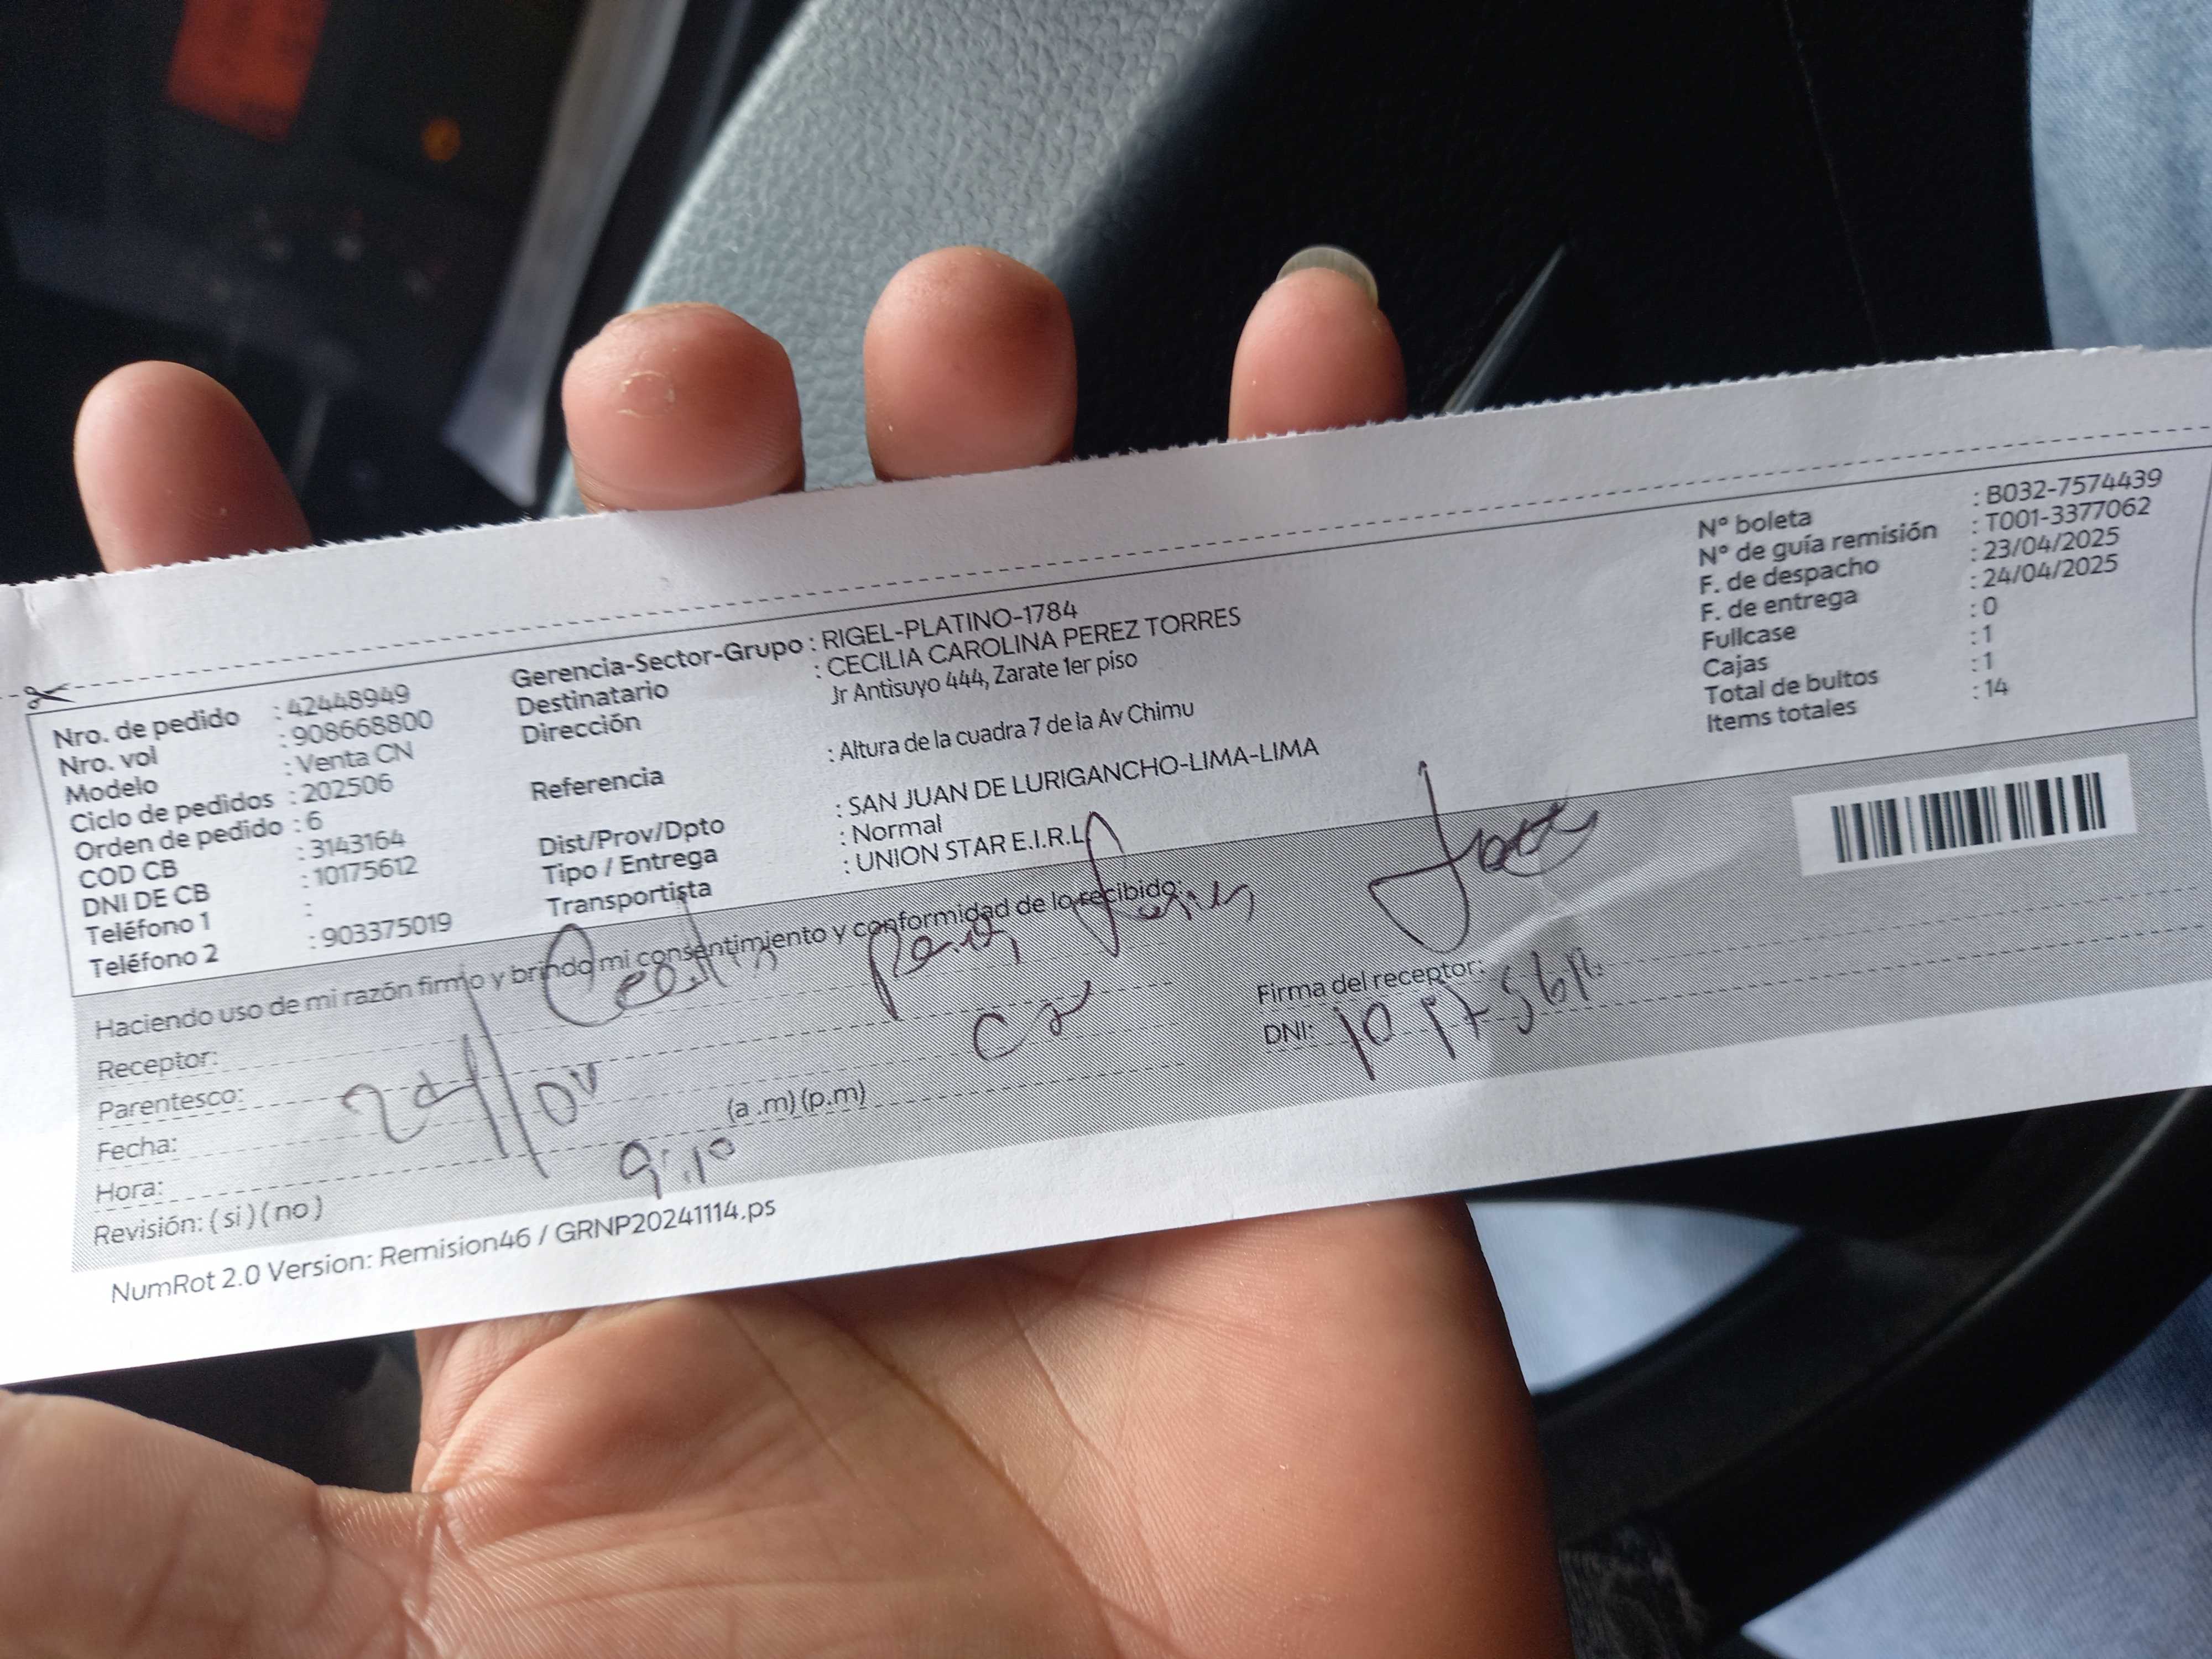 Nro. de pedido : 42448949
Nro. vol : 908668800
Modelo : Venta CN
Ciclo de pedidos : 202506
Orden de pedido : 6
COD CB : 3143164
DNI DE CB : 10175612
Teléfono 1 :
Teléfono 2 : 903375019
Gerencia-Sector-Grupo : RIGEL-PLATINO-1784
Destinatario : CECILIA CAROLINA PEREZ TORRES
Dirección Jr Antisuyo 444, Zarate 1er piso
Referencia : Altura de la cuadra 7 de la Av Chimu
Dist/Prov/Dpto : SAN JUAN DE LURIGANCHO-LIMA-LIMA
Tipo / Entrega : Normal
Transportista : UNION STAR E.I.R.L
N° boleta : B032-7574439
N° de guía remisión : T001-3377062
F. de despacho : 23/04/2025
F. de entrega : 24/04/2025
Fullcase : 0
Cajas : 1
Total de bultos : 1
Items totales : 14
Haciendo uso de mi razón firmo y brindo mi consentimiento y conformidad de lo recibido:
Receptor:
Parentesco:
Fecha: 24/04
Hora: 9:10 (a .m) (p.m)
Revisión: ( si ) ( no )
Firma del receptor:
DNI:
NumRot 2.0 Version: Remision46 / GRNP20241114.ps